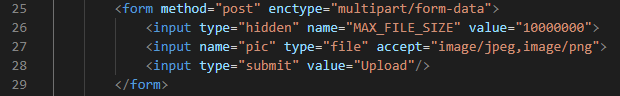 25 <form method="post" enctype="multipart/form-data">
26 <input type="hidden" name="MAX_FILE_SIZE" value="10000000">
27 <input name="pic" type="file" accept="image/jpeg,image/png">
28 <input type="submit" value="Upload"/>
29 </form>